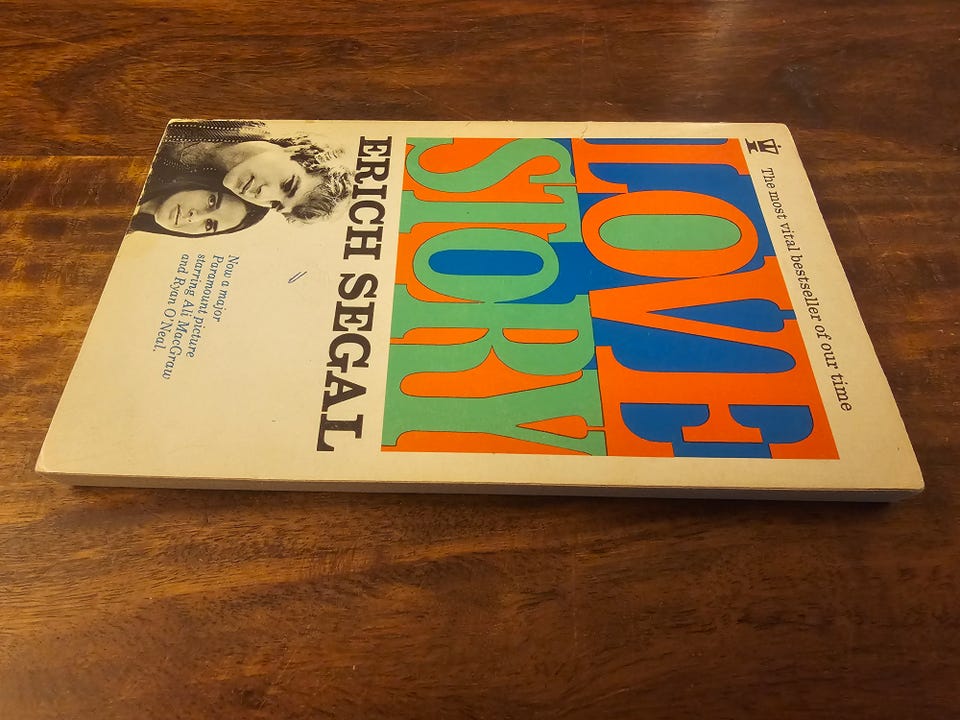 The most vital bestseller of our time
LOVE
STORY
ERICH SEGAL
Now a major
Paramount picture
starring Ali MacGraw
and Ryan O'Neal.